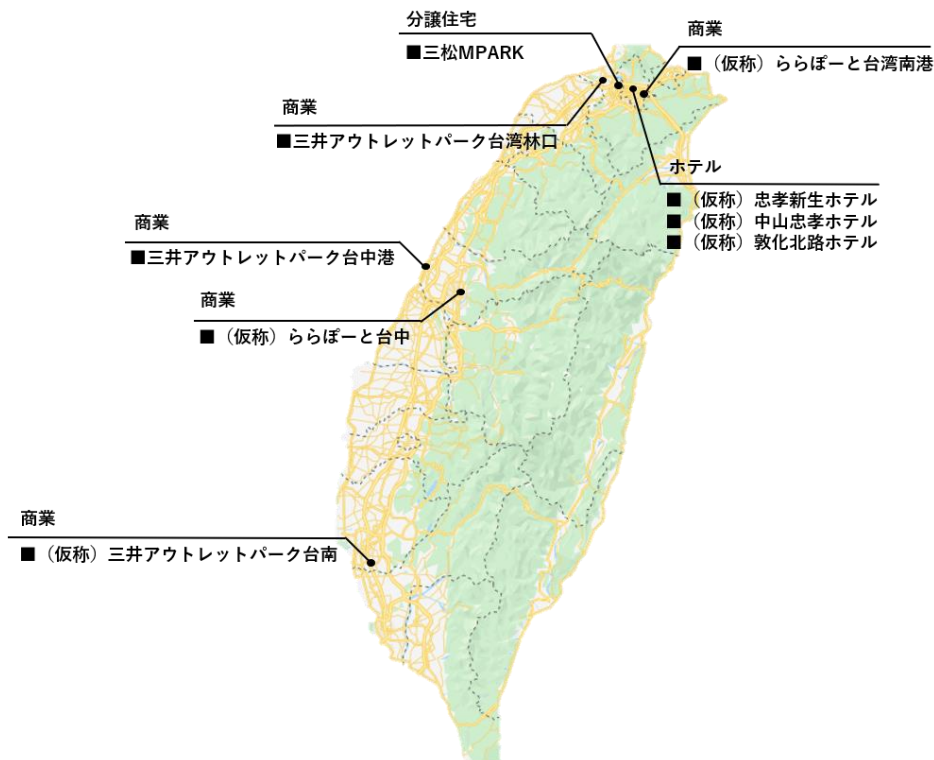 分譲住宅
■三松MPARK
商業
■（仮称）ららぽーと台湾南港
商業
■三井アウトレットパーク台湾林口
ホテル
■（仮称）忠孝新生ホテル
■（仮称）中山忠孝ホテル
■（仮称）敦化北路ホテル
商業
■三井アウトレットパーク台中港
商業
■（仮称）ららぽーと台中
商業
■（仮称）三井アウトレットパーク台南